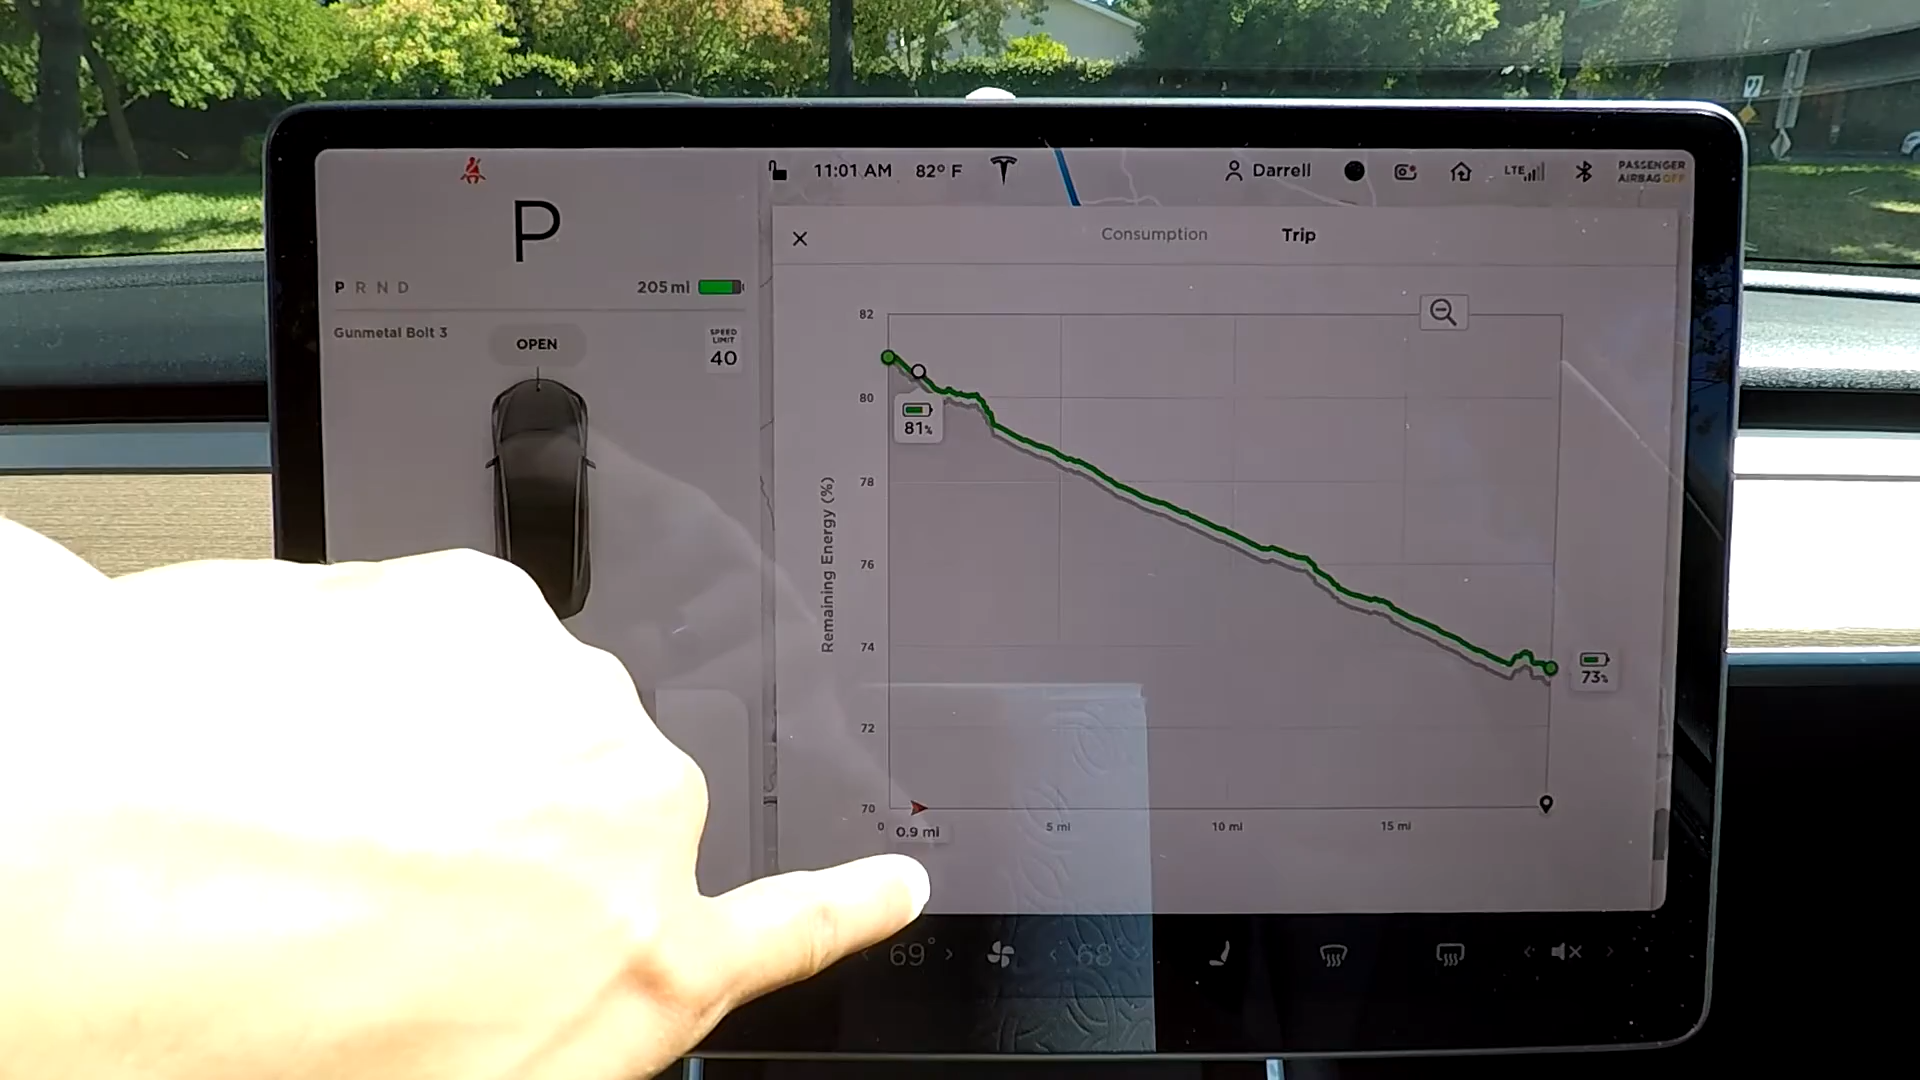 11:01 AM 82° F
Darrell
LTE
PASSENGER
AIRBAG OFF
P
P R N D
205 mi
Gunmetal Bolt 3
OPEN
SPEED
LIMIT
40
Consumption Trip
Remaining Energy (%)
82
80
78
76
74
72
70
81%
73%
0
0.9 mi
5 mi
10 mi
15 mi
69°
68